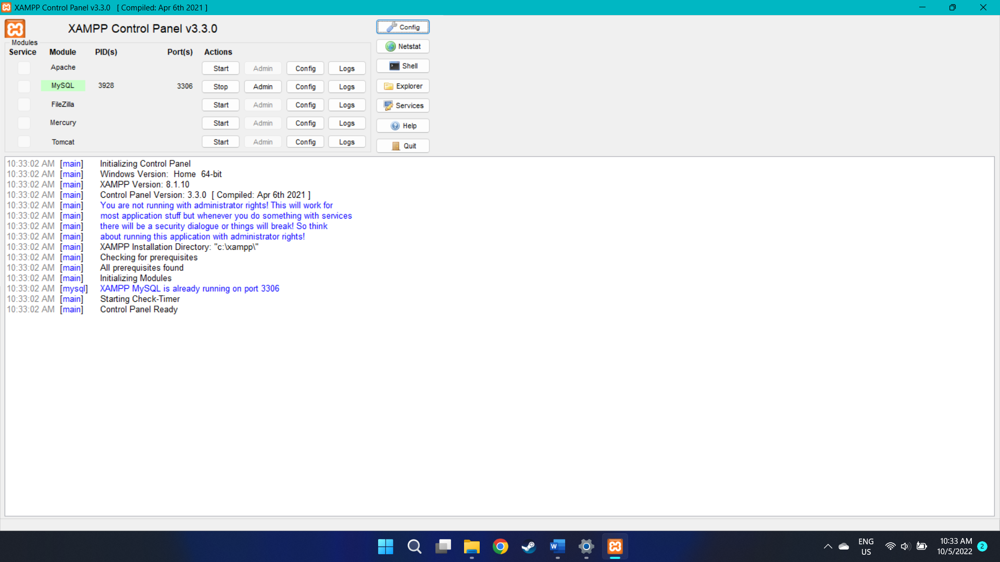 XAMPP Control Panel v3.3.0 [ Compiled: Apr 6th 2021 ]
XAMPP Control Panel v3.3.0
Config
Modules
Service Module PID(s) Port(s) Actions
Netstat
Apache Start Admin Config Logs
Shell
MySQL 3928 3306 Stop Admin Config Logs
Explorer
FileZilla Start Admin Config Logs
Services
Mercury Start Admin Config Logs
Help
Tomcat Start Admin Config Logs
Quit
10:33:02 AM [main] Initializing Control Panel
10:33:02 AM [main] Windows Version: Home 64-bit
10:33:02 AM [main] XAMPP Version: 8.1.10
10:33:02 AM [main] Control Panel Version: 3.3.0 [ Compiled: Apr 6th 2021 ]
10:33:02 AM [main] You are not running with administrator rights! This will work for
10:33:02 AM [main] most application stuff but whenever you do something with services
10:33:02 AM [main] there will be a security dialogue or things will break! So think
10:33:02 AM [main] about running this application with administrator rights!
10:33:02 AM [main] XAMPP Installation Directory: "c:\xampp\"
10:33:02 AM [main] Checking for prerequisites
10:33:02 AM [main] All prerequisites found
10:33:02 AM [main] Initializing Modules
10:33:02 AM [mysql] XAMPP MySQL is already running on port 3306
10:33:02 AM [main] Starting Check-Timer
10:33:02 AM [main] Control Panel Ready
W
ENG
US
10:33 AM
10/5/2022
2